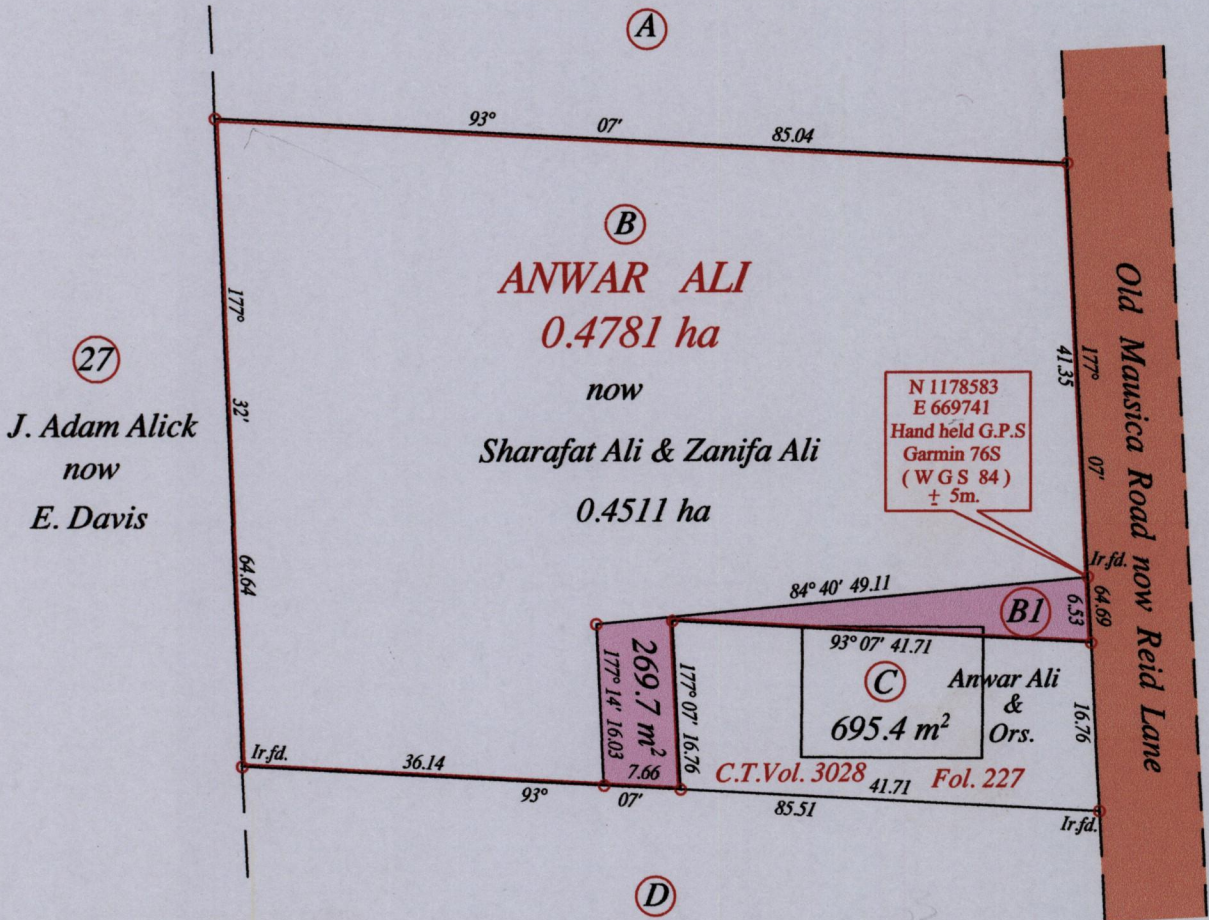 A
93° 07' 85.04
B
ANWAR ALI
0.4781 ha
now
Sharafat Ali & Zanifa Ali
0.4511 ha
27
J. Adam Alick
now
E. Davis
177° 32' 64.64
N 1178583
E 669741
Hand held G.P.S
Garmin 76S
( W G S 84 )
± 5m.
177° 07'
41.35
Old Mausica Road now Reid Lane
Ir.fd.
64.69
6.53
84° 40' 49.11
B1
93° 07' 41.71
269.7 m²
177° 14' 16.03
177° 07' 16.76
C
695.4 m²
Anwar Ali
&
Ors.
16.76
Ir.fd.
36.14
7.66
C.T.Vol. 3028 Fol. 227
41.71
93° 07' 85.51
Ir.fd.
D